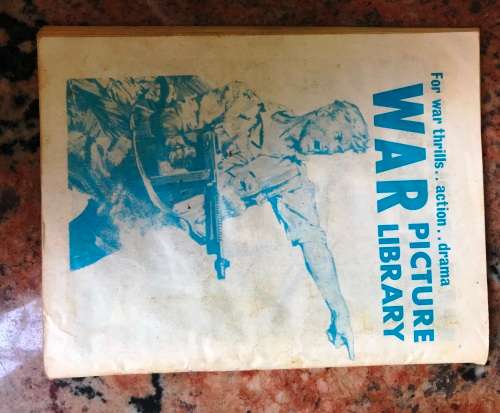 For war thrills.. action.. drama
WAR PICTURE
LIBRARY